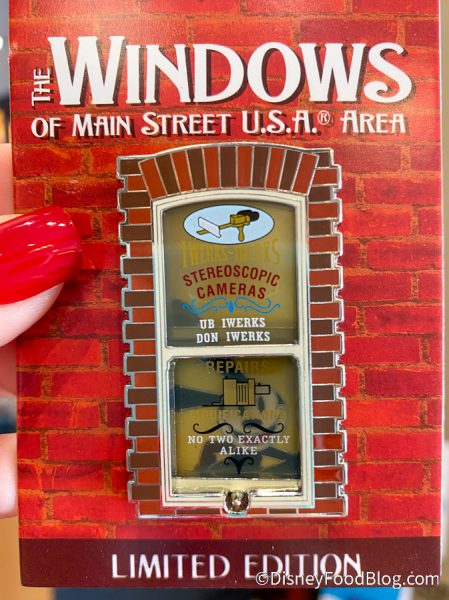 THE WINDOWS
OF MAIN STREET U.S.A.® AREA
IWERKS-IWERKS
STEREOSCOPIC
CAMERAS
UB IWERKS
DON IWERKS
REPAIRS
MODIFICATIONS
NO TWO EXACTLY
ALIKE
LIMITED EDITION
©DisneyFoodBlog.com